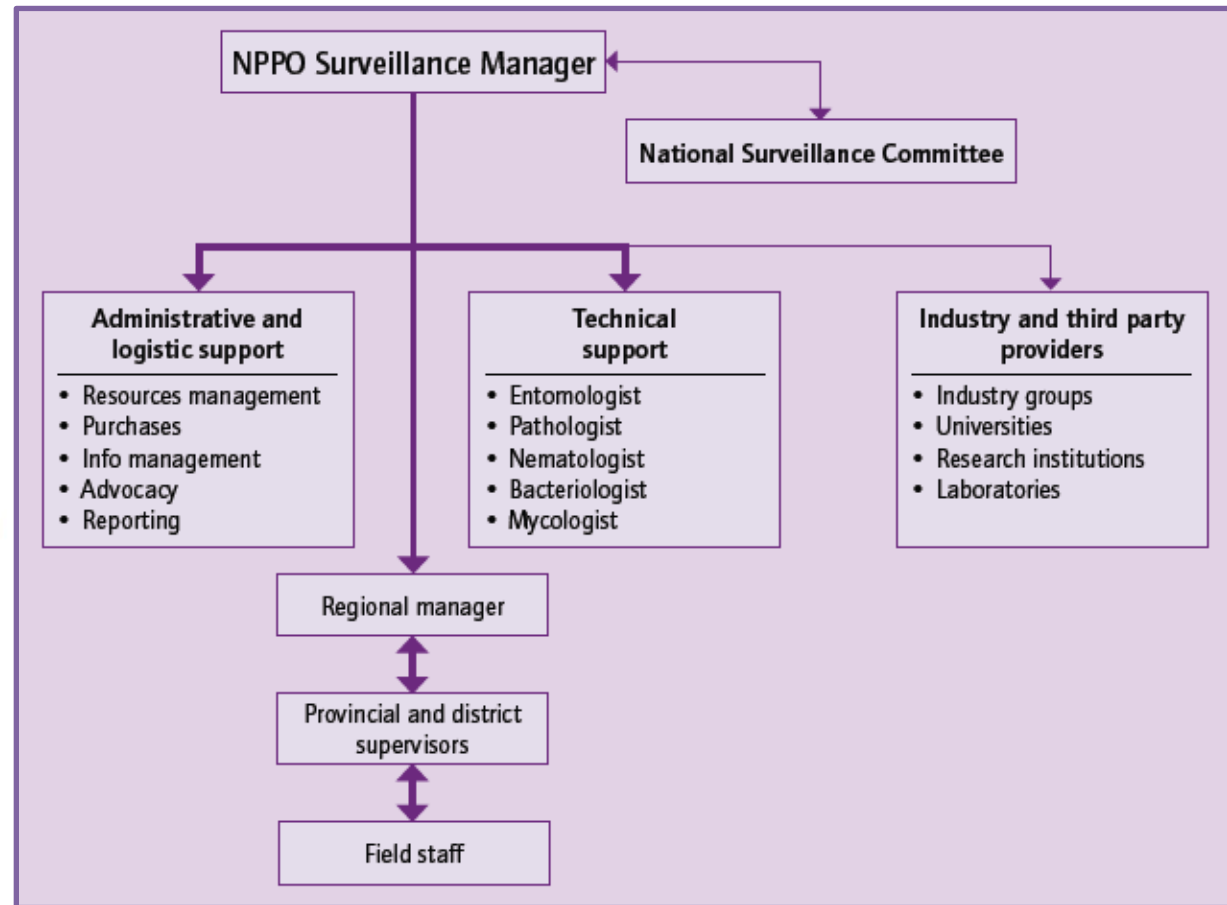 NPPO Surveillance Manager
National Surveillance Committee
Administrative and
logistic support
• Resources management
• Purchases
• Info management
• Advocacy
• Reporting
Technical
support
• Entomologist
• Pathologist
• Nematologist
• Bacteriologist
• Mycologist
Industry and third party
providers
• Industry groups
• Universities
• Research institutions
• Laboratories
Regional manager
Provincial and district
supervisors
Field staff